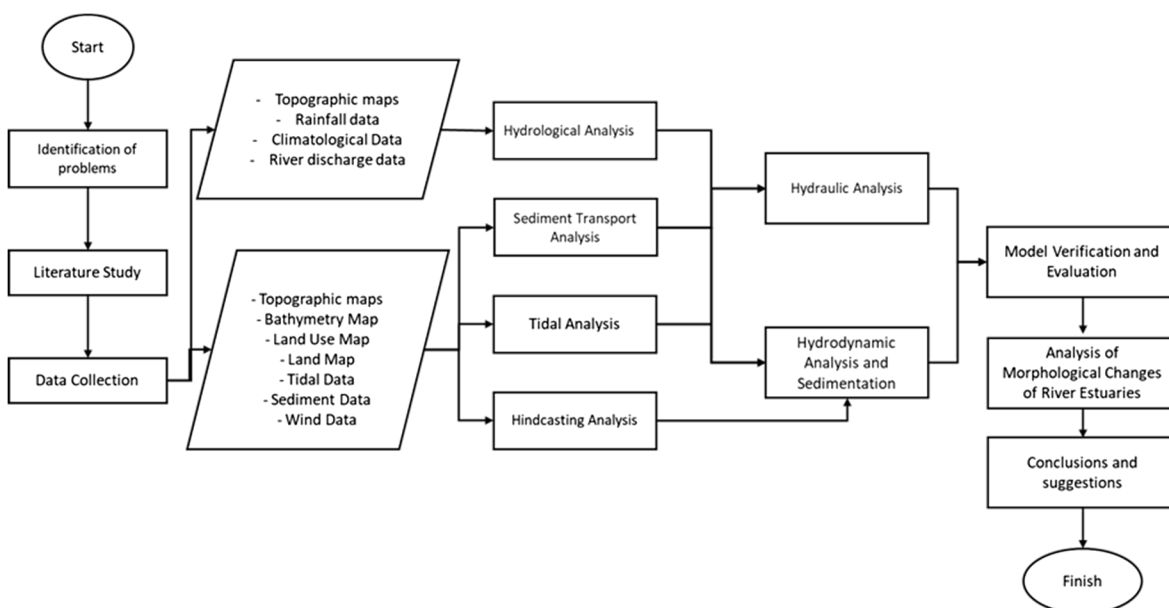 Start
Identification of
problems
Literature Study
Data Collection
- Topographic maps
- Rainfall data
- Climatological Data
- River discharge data
- Topographic maps
- Bathymetry Map
- Land Use Map
- Land Map
- Tidal Data
- Sediment Data
- Wind Data
Hydrological Analysis
Sediment Transport
Analysis
Tidal Analysis
Hindcasting Analysis
Hydraulic Analysis
Hydrodynamic
Analysis and
Sedimentation
Model Verification and
Evaluation
Analysis of
Morphological Changes
of River Estuaries
Conclusions and
suggestions
Finish